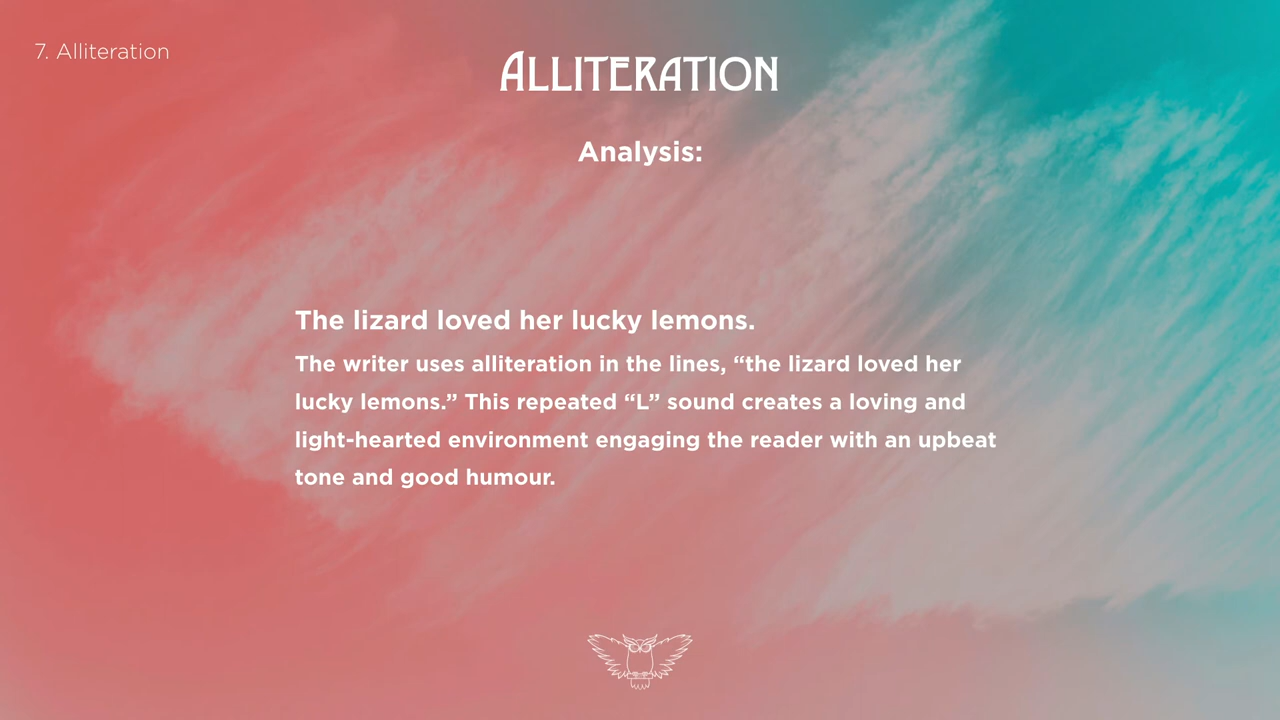 7. Alliteration
Alliteration
Analysis:
The lizard loved her lucky lemons.
The writer uses alliteration in the lines, “the lizard loved her
lucky lemons.” This repeated “L” sound creates a loving and
light-hearted environment engaging the reader with an upbeat
tone and good humour.